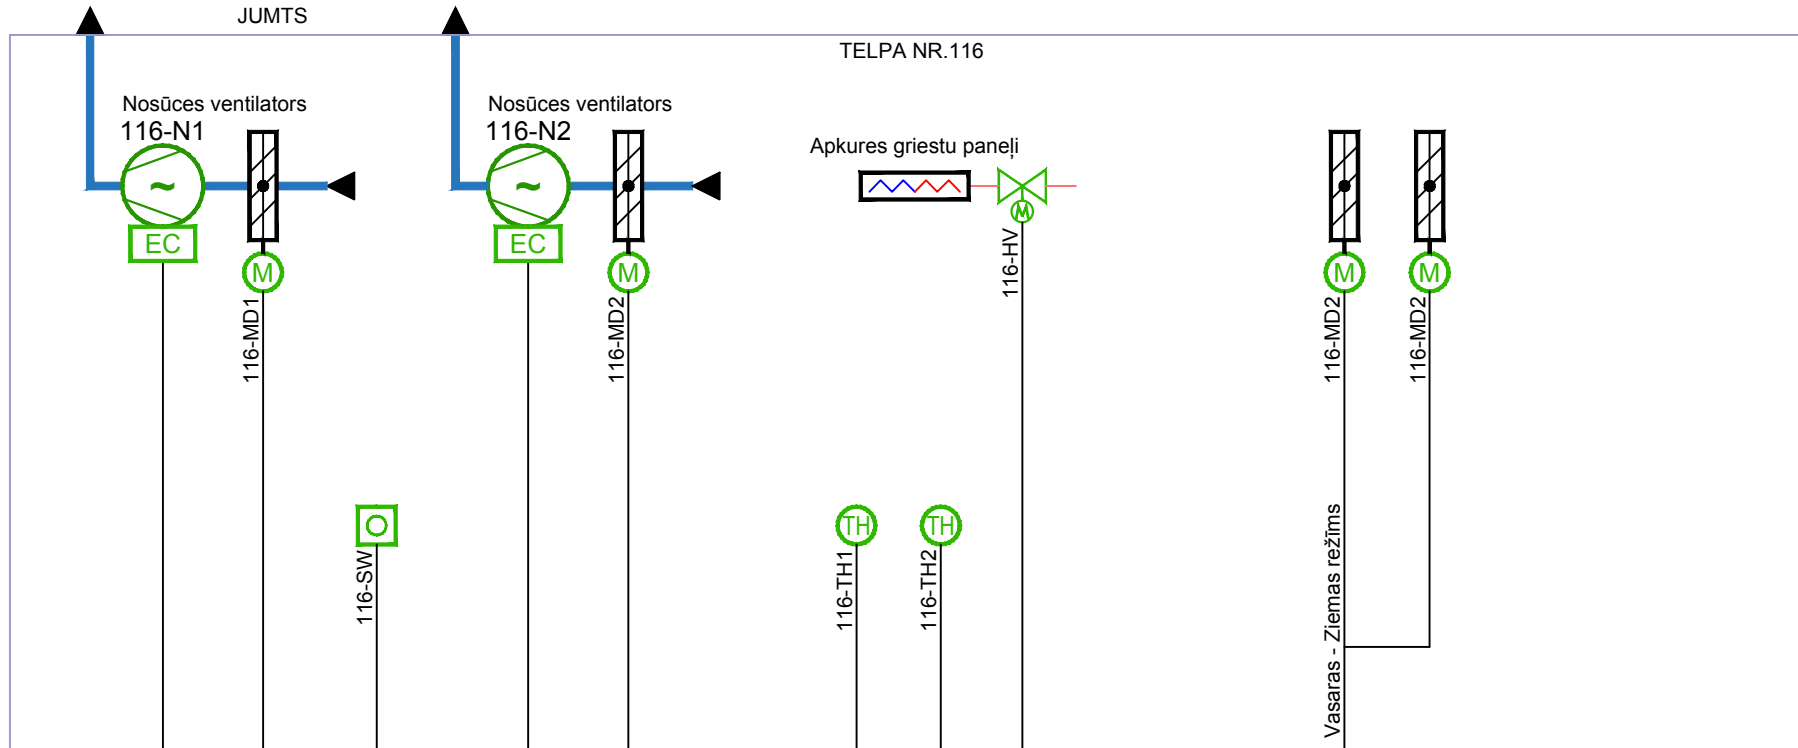 JUMTS
TELPA NR.116
Nosūces ventilators
116-N1
Nosūces ventilators
116-N2
Apkures griestu paneļi
~
~
M
EC
EC
M
M
M
M
116-HV
116-MD1
116-MD2
116-MD2
116-MD2
TH
TH
116-SW
116-TH1
116-TH2
Vasaras - Ziemas režīms